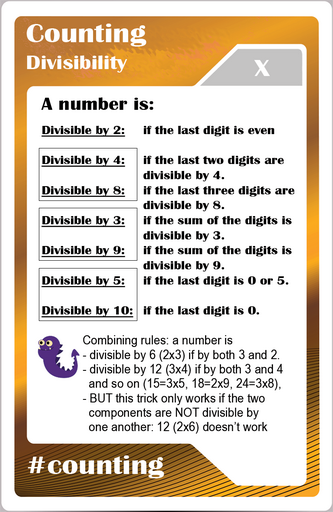 Counting
Divisibility
X
A number is:
Divisible by 2: if the last digit is even
Divisible by 4: if the last two digits are
divisible by 4.
Divisible by 8: if the last three digits are
divisible by 8.
Divisible by 3: if the sum of the digits is
divisible by 3.
Divisible by 9: if the sum of the digits is
divisible by 9.
Divisible by 5: if the last digit is 0 or 5.
Divisible by 10: if the last digit is 0.
Combining rules: a number is
- divisible by 6 (2x3) if by both 3 and 2.
- divisible by 12 (3x4) if by both 3 and 4
and so on (15=3x5, 18=2x9, 24=3x8),
- BUT this trick only works if the two
components are NOT divisible by
one another: 12 (2x6) doesn't work
#counting